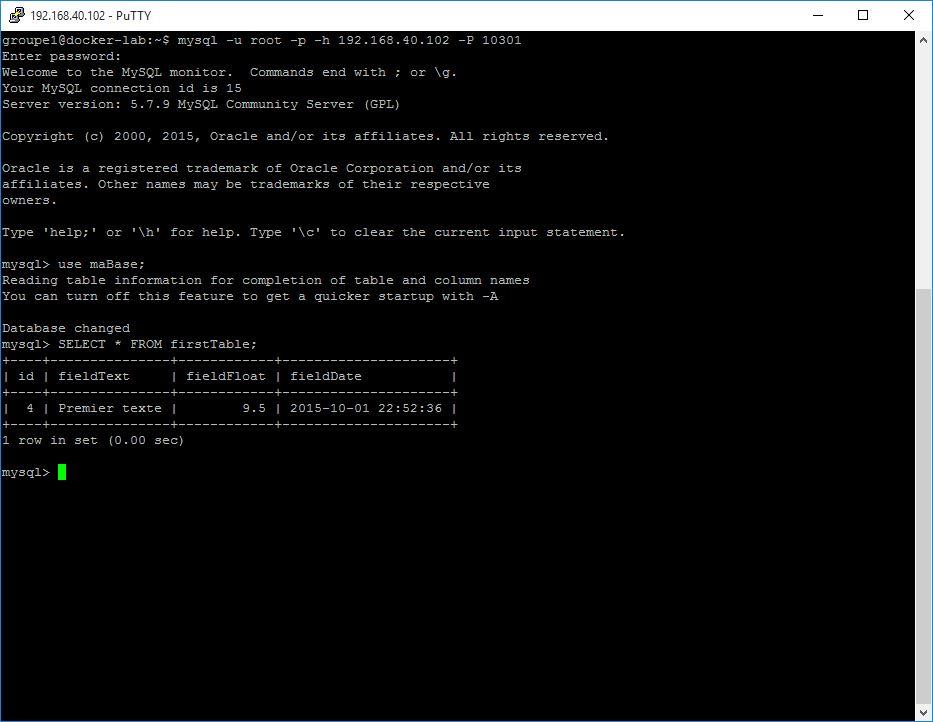 192.168.40.102 - PuTTY
groupe1@docker-lab:~$ mysql -u root -p -h 192.168.40.102 -P 10301
Enter password:
Welcome to the MySQL monitor.  Commands end with ; or \g.
Your MySQL connection id is 15
Server version: 5.7.9 MySQL Community Server (GPL)
Copyright (c) 2000, 2015, Oracle and/or its affiliates. All rights reserved.
Oracle is a registered trademark of Oracle Corporation and/or its
affiliates. Other names may be trademarks of their respective
owners.
Type 'help;' or '\h' for help. Type '\c' to clear the current input statement.
mysql> use maBase;
Reading table information for completion of table and column names
You can turn off this feature to get a quicker startup with -A
Database changed
mysql> SELECT * FROM firstTable;
+----+---------------+------------+---------------------+
| id | fieldText     | fieldFloat | fieldDate           |
+----+---------------+------------+---------------------+
|  4 | Premier texte |        9.5 | 2015-10-01 22:52:36 |
+----+---------------+------------+---------------------+
1 row in set (0.00 sec)
mysql>